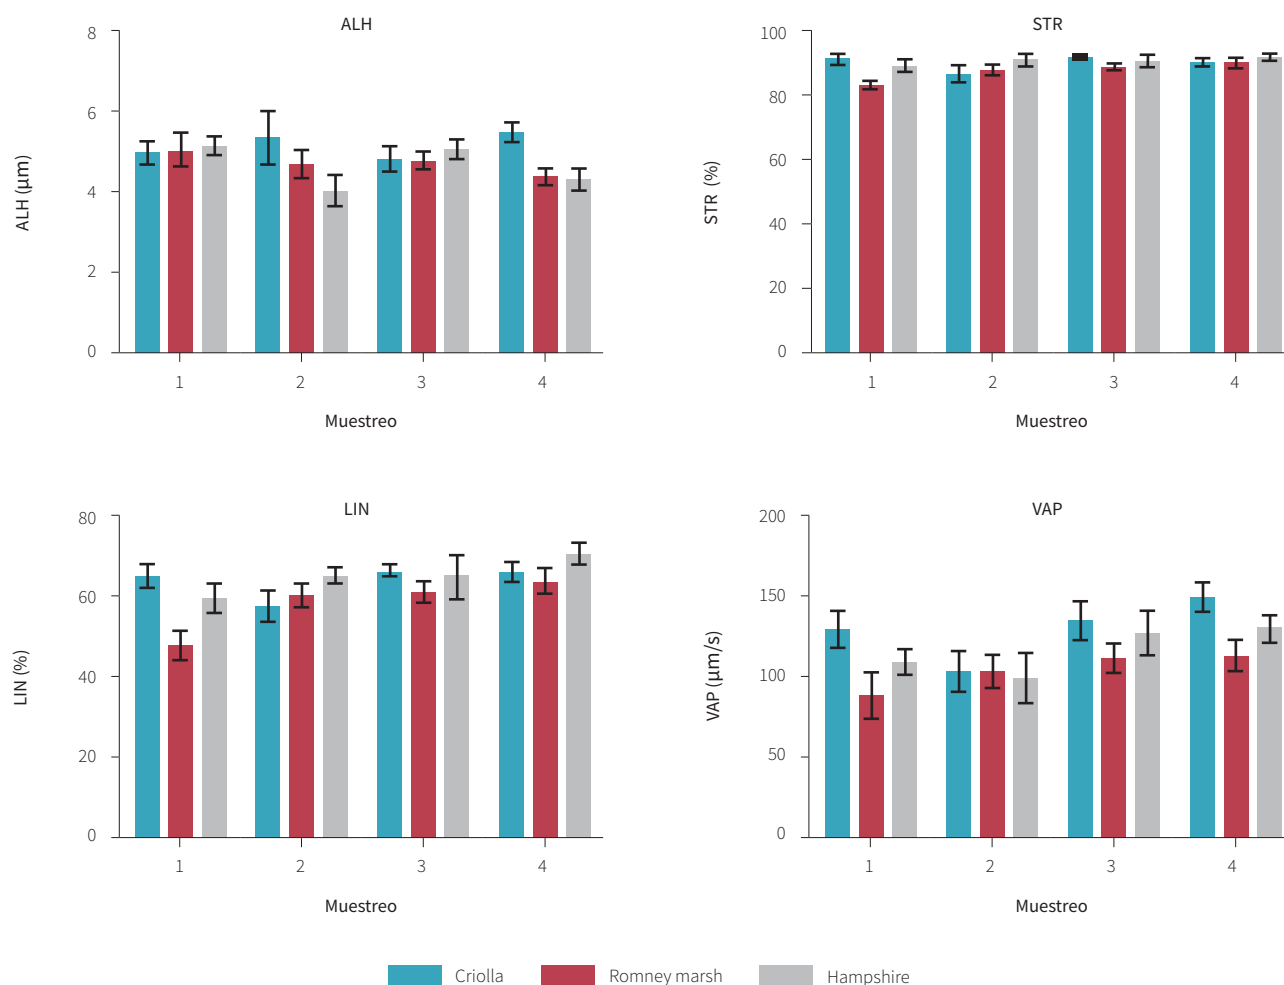 ALH
8
6
4
2
0
ALH (µm)
1 2 3 4
Muestreo
STR
100
80
60
40
20
0
STR (%)
1 2 3 4
Muestreo
LIN
80
60
40
20
0
LIN (%)
1 2 3 4
Muestreo
VAP
200
150
100
50
0
VAP (µm/s)
1 2 3 4
Muestreo
Criolla Romney marsh Hampshire